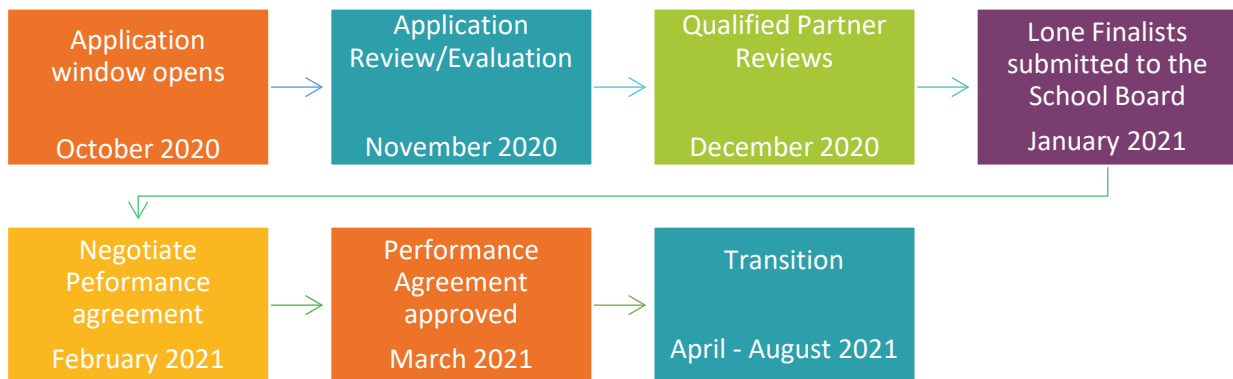 Application
window opens
October 2020
Application
Review/Evaluation
November 2020
Qualified Partner
Reviews
December 2020
Lone Finalists
submitted to the
School Board
January 2021
Negotiate
Peformance
agreement
February 2021
Performance
Agreement
approved
March 2021
Transition
April - August 2021